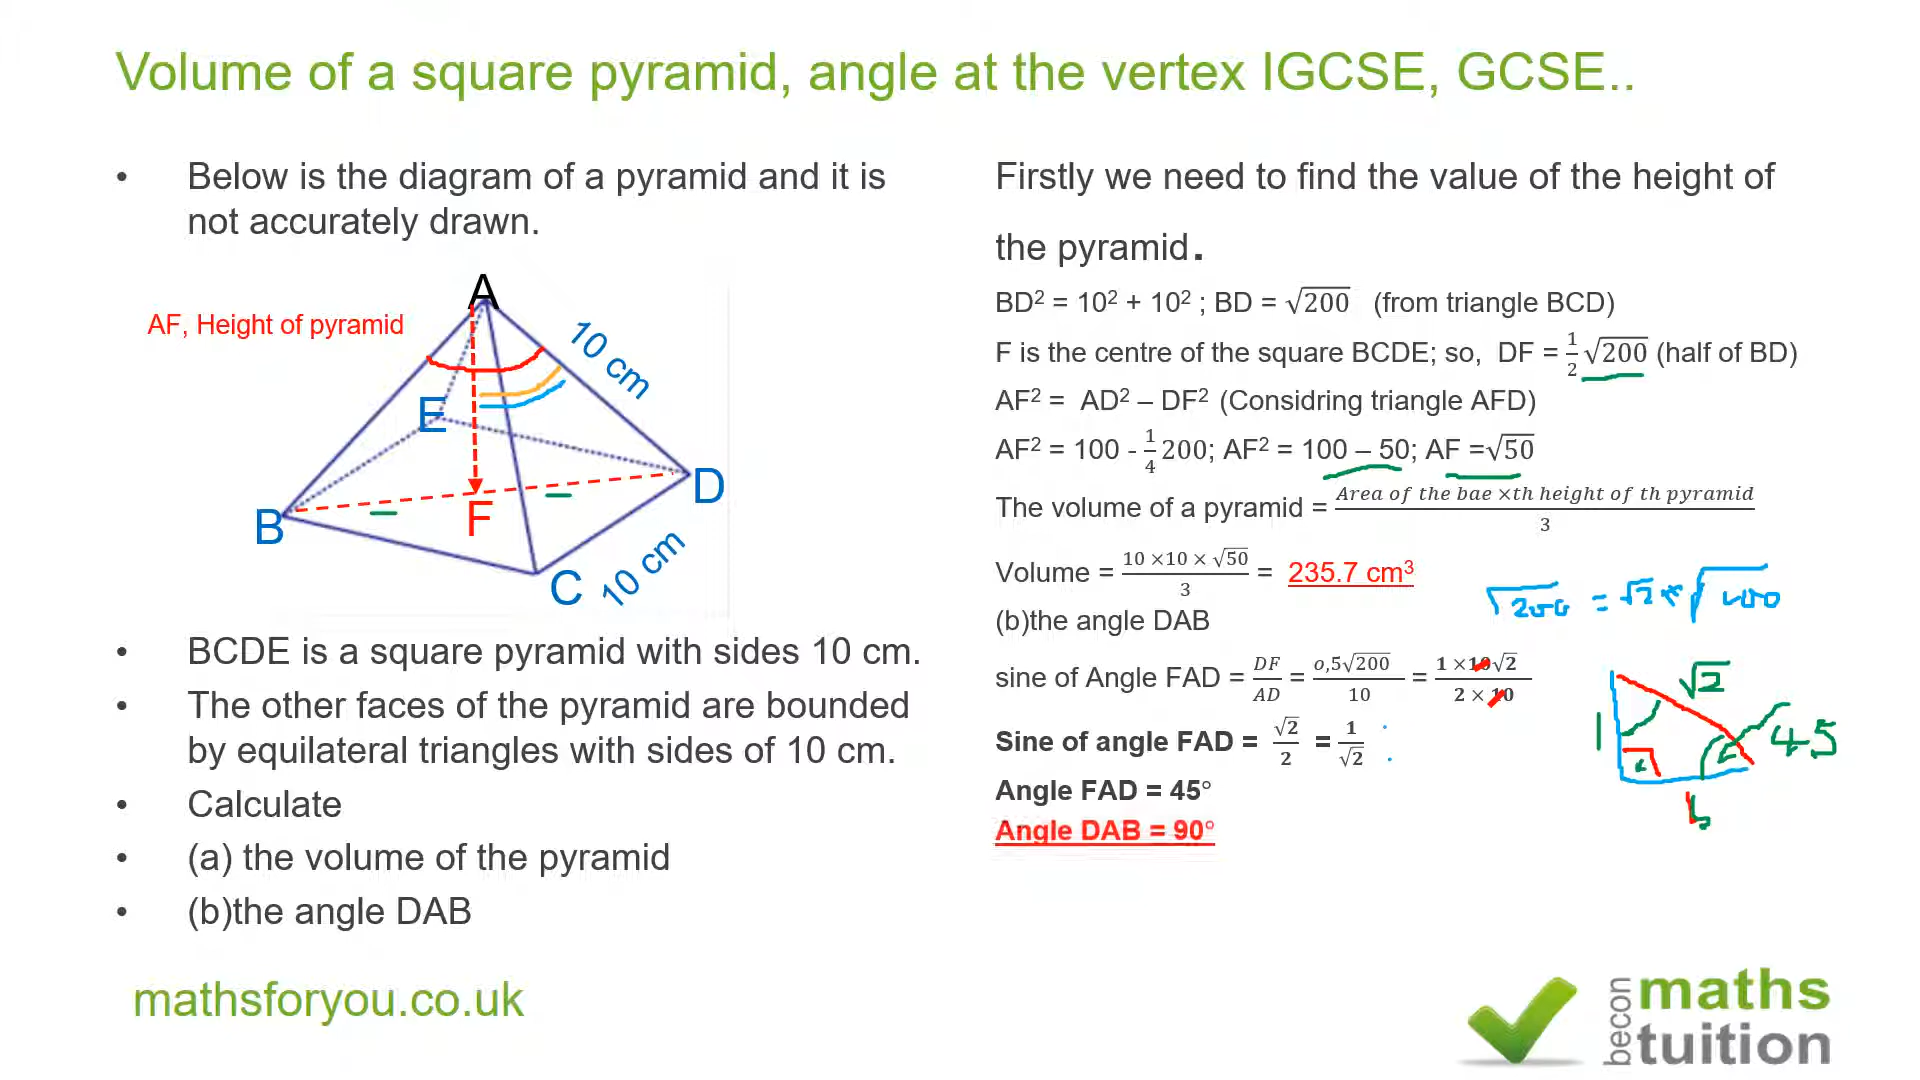 Volume of a square pyramid, angle at the vertex IGCSE, GCSE..
• Below is the diagram of a pyramid and it is
not accurately drawn.
AF, Height of pyramid
A
10 cm
E
D
B
F
C
10 cm
• BCDE is a square pyramid with sides 10 cm.
• The other faces of the pyramid are bounded
by equilateral triangles with sides of 10 cm.
• Calculate
• (a) the volume of the pyramid
• (b)the angle DAB
mathsforyou.co.uk
Firstly we need to find the value of the height of
the pyramid.
BD² = 10² + 10² ; BD = √200 (from triangle BCD)
F is the centre of the square BCDE; so, DF = 1/2 √200 (half of BD)
AF² = AD² – DF² (Considring triangle AFD)
AF² = 100 - 1/4 200; AF² = 100 – 50; AF =√50
The volume of a pyramid = Area of the bae ×th height of th pyramid / 3
Volume = 10 ×10 × √50 / 3 = 235.7 cm³
√200 = √2 * √100
(b)the angle DAB
sine of Angle FAD = DF/AD = o,5√200 / 10 = 1 ×10√2 / 2 × 10
Sine of angle FAD = √2/2 = 1/√2
Angle FAD = 45°
Angle DAB = 90°
√2
1
45
becon
maths
tuition